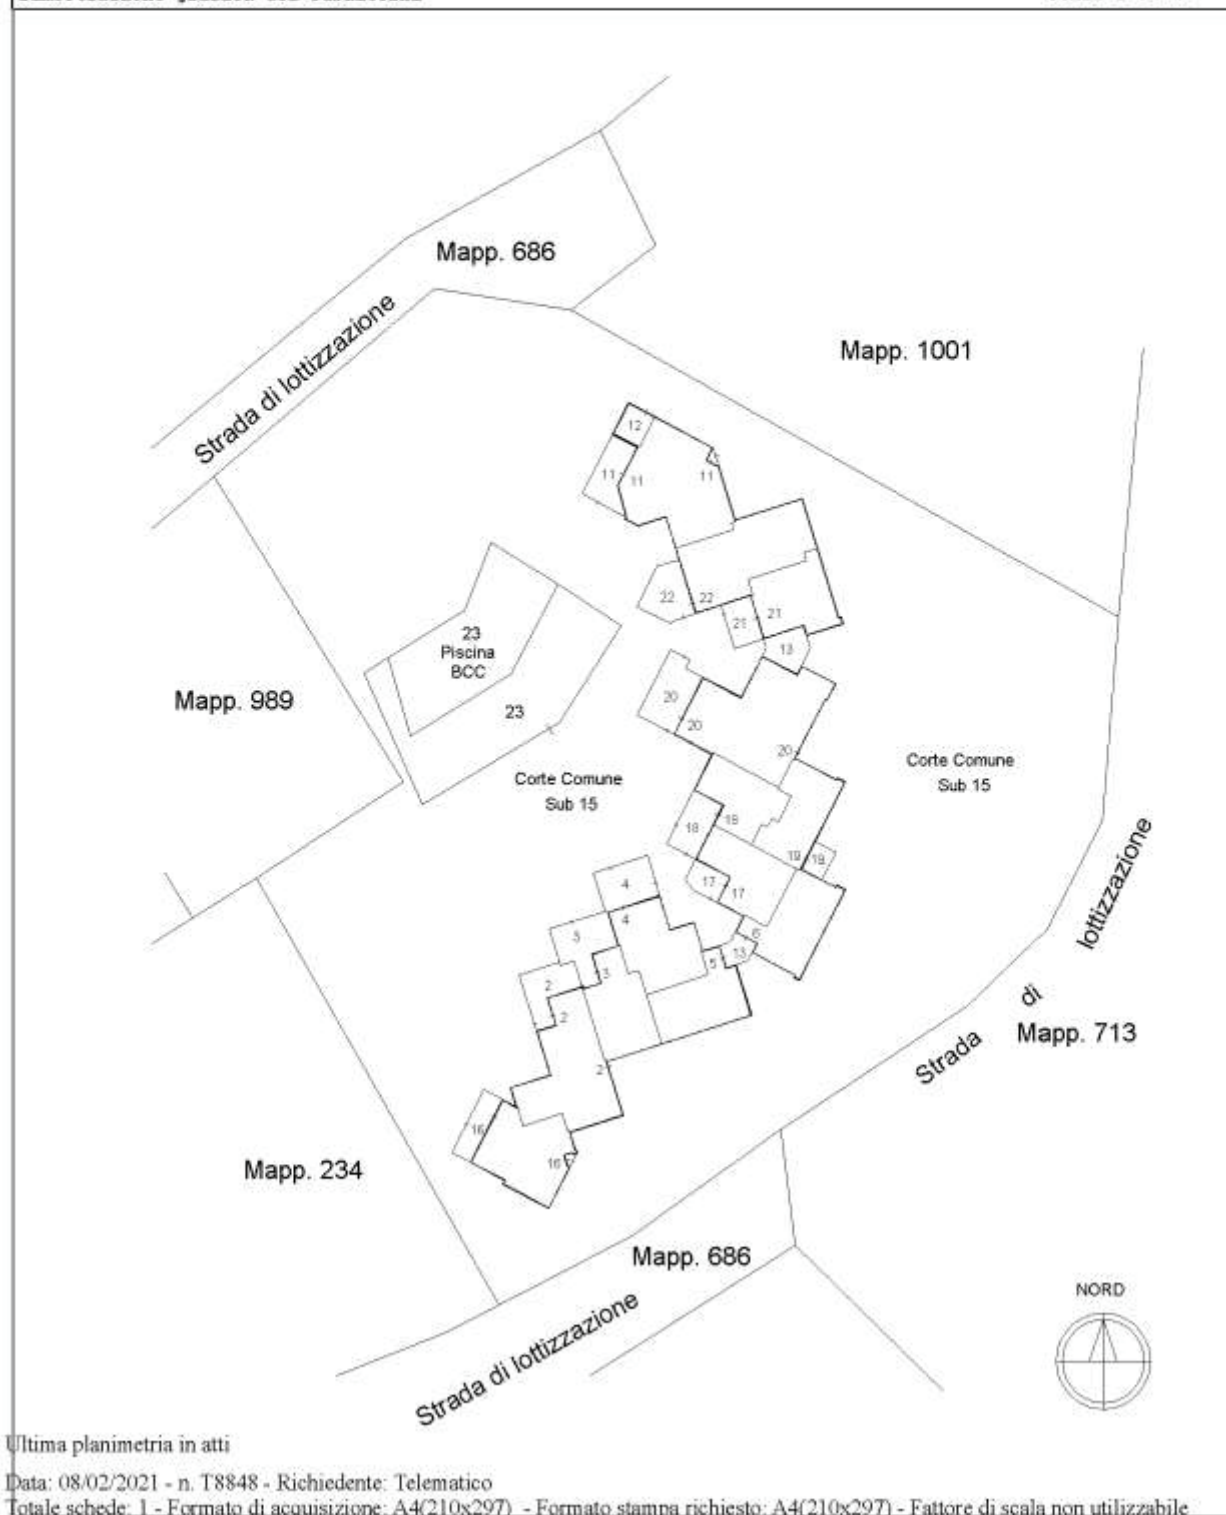 Mapp. 686
Strada di lottizzazione
Mapp. 1001
12
11
11
11
22
22
21
21
13
23
Piscina
BCC
23
Mapp. 989
20
20
20
Corte Comune
Sub 15
Corte Comune
Sub 15
18
18
19
19
17
17
4
4
6
13
5
3
3
2
2
2
16
16
Strada di lottizzazione
Mapp. 713
Mapp. 234
Mapp. 686
Strada di lottizzazione
NORD
Ultima planimetria in atti
Data: 08/02/2021 - n. T8848 - Richiedente: Telematico
Totale schede: 1 - Formato di acquisizione: A4(210x297) - Formato stampa richiesto: A4(210x297) - Fattore di scala non utilizzabile